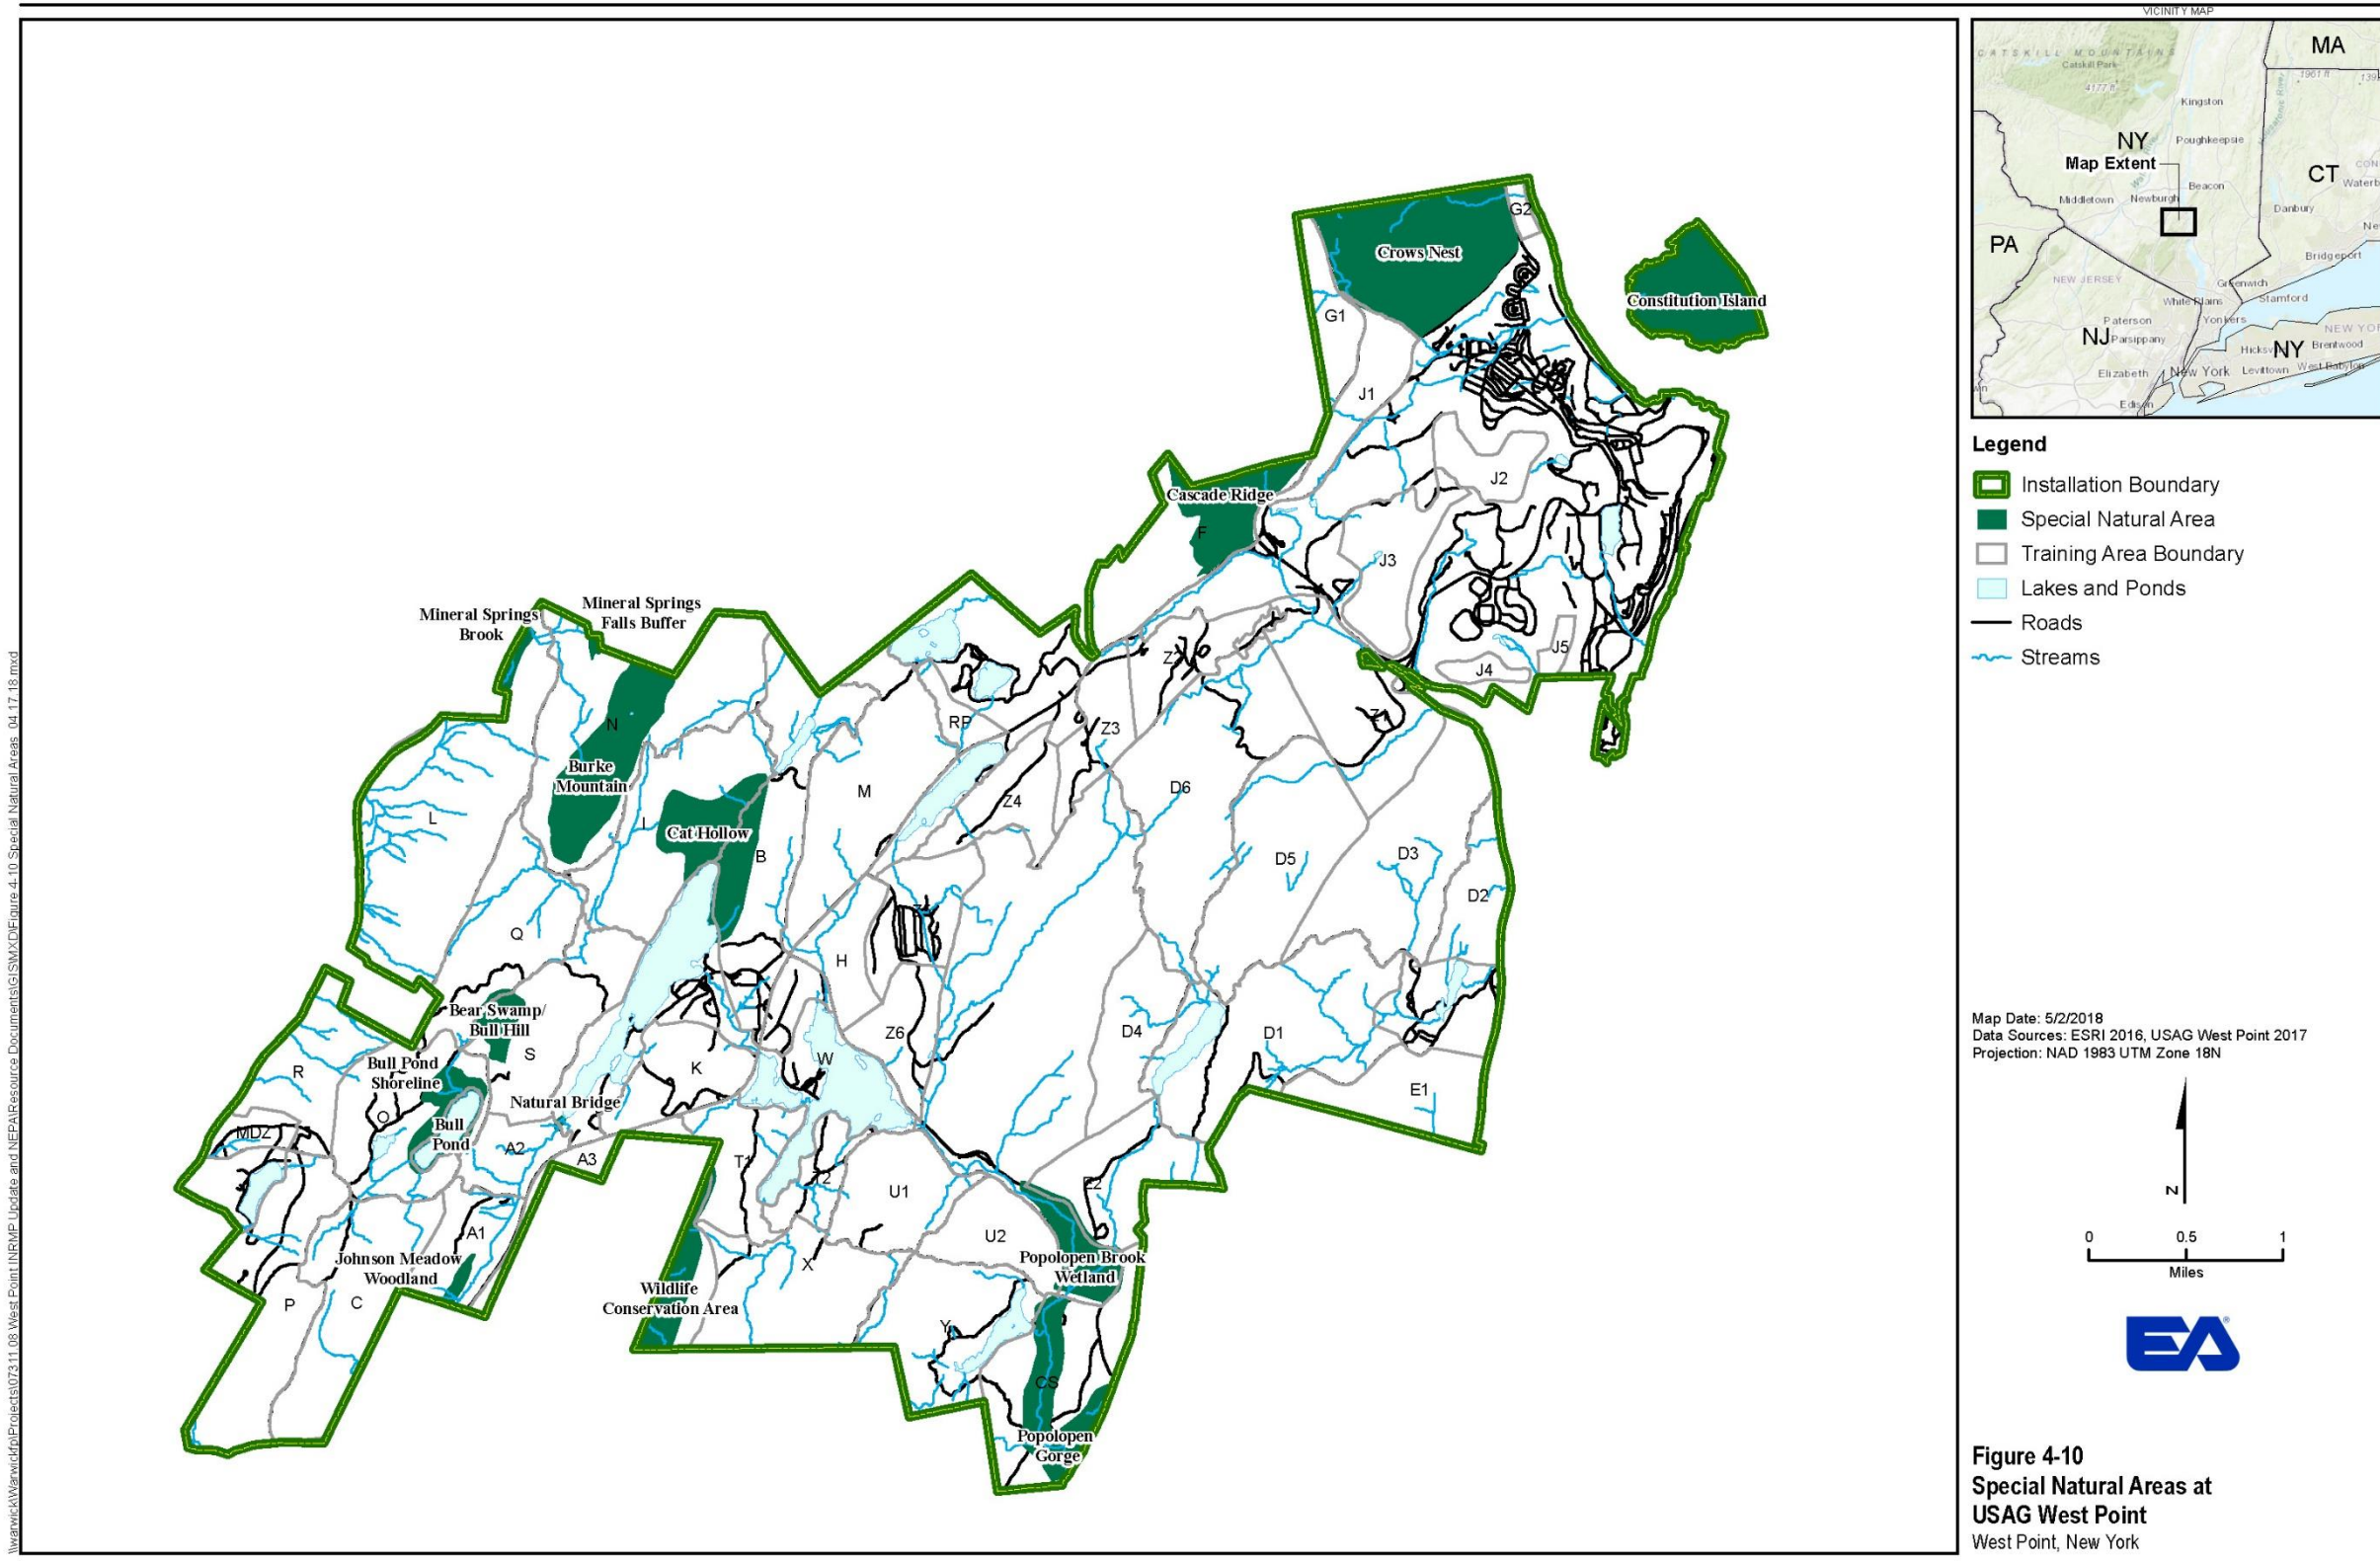 VICINITY MAP
CATSKILL MOUNTAINS
Catskill Park
4177 ft
MA
1961 ft
Kingston
NY
Poughkeepsie
Map Extent
CT
Beacon
Middletown
Newburgh
Danbury
PA
Bridgeport
NEW JERSEY
Greenwich
White Plains
Stamford
Paterson
Yonkers
NJ
Parsippany
NY
Brentwood
Elizabeth
New York
Levittown
West Babylon
Edison
Legend
Installation Boundary
Special Natural Area
Training Area Boundary
Lakes and Ponds
Roads
Streams
G2
Crows Nest
Constitution Island
G1
J1
J2
Cascade Ridge
F
J3
Mineral Springs
Brook
Mineral Springs
Falls Buffer
J5
J4
N
RP
Z3
Burke
Mountain
M
Z4
D6
L
Cat Hollow
B
D5
D3
D2
Q
H
Bear Swamp/
Bull Hill
S
Z6
D4
D1
Bull Pond
Shoreline
R
W
K
E1
O
Natural Bridge
Bull
Pond
MDZ
A2
A3
T1
U1
A1
U2
Johnson Meadow
Woodland
X
Popolopen Brook
Wetland
P
C
Wildlife
Conservation Area
Y
CS
Popolopen
Gorge
Map Date: 5/2/2018
Data Sources: ESRI 2016, USAG West Point 2017
Projection: NAD 1983 UTM Zone 18N
N
0 0.5 1
Miles
EA®
Figure 4-10
Special Natural Areas at
USAG West Point
West Point, New York